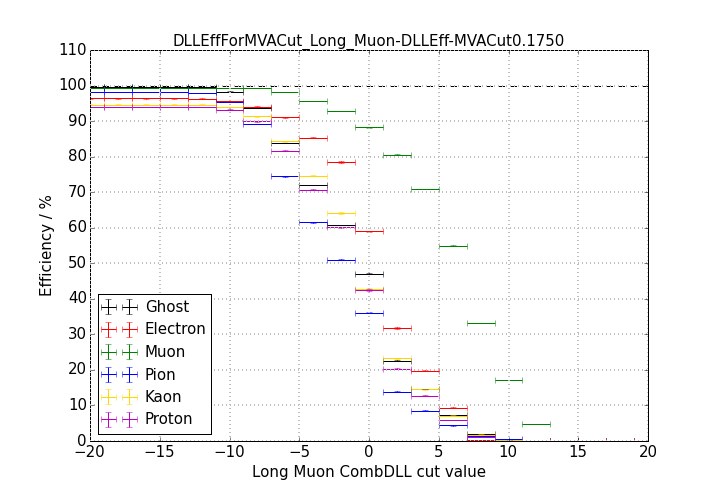 DLLEffForMVACut_Long_Muon-DLLEff-MVACut0.1750
110
100
90
80
70
60
50
40
30
20
10
0
Efficiency / %
Ghost
Electron
Muon
Pion
Kaon
Proton
−20 −15 −10 −5 0 5 10 15 20
Long Muon CombDLL cut value